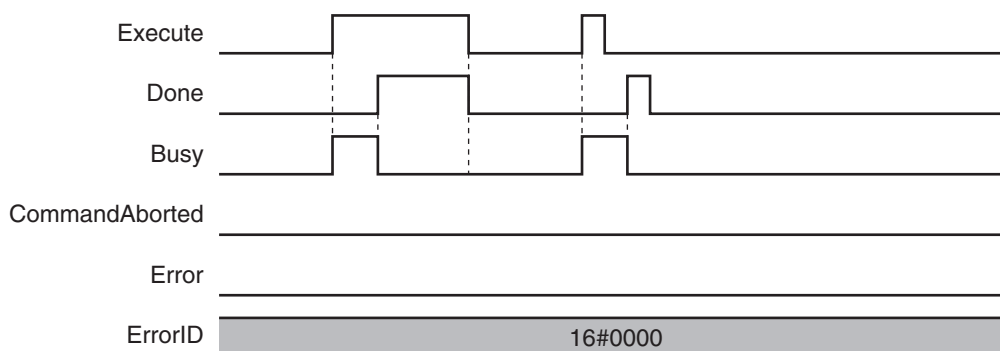 Execute
Done
Busy
CommandAborted
Error
ErrorID 16#0000